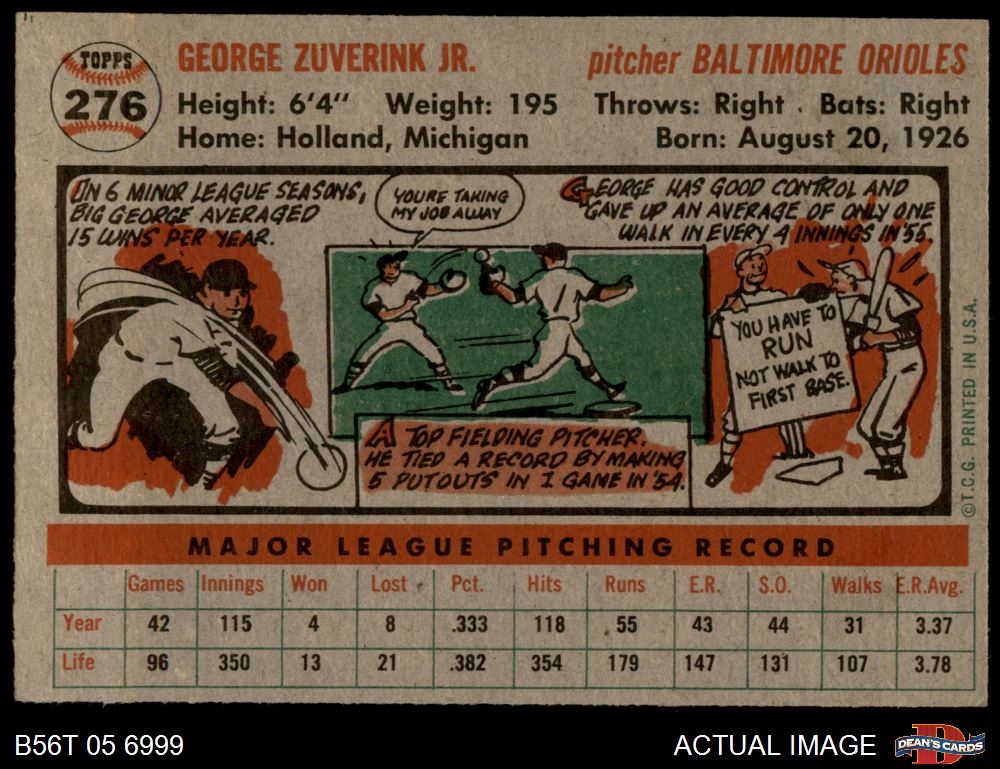 TOPPS
276
GEORGE ZUVERINK JR.
pitcher BALTIMORE ORIOLES
Height: 6'4" Weight: 195 Throws: Right Bats: Right
Home: Holland, Michigan Born: August 20, 1926
IN 6 MINOR LEAGUE SEASONS,
BIG GEORGE AVERAGED
15 WINS PER YEAR.
YOU'RE TAKING
MY JOB AWAY
A TOP FIELDING PITCHER.
HE TIED A RECORD BY MAKING
5 PUTOUTS IN 1 GAME IN '54.
GEORGE HAS GOOD CONTROL AND
GAVE UP AN AVERAGE OF ONLY ONE
WALK IN EVERY 4 INNINGS IN '55.
YOU HAVE TO
RUN
NOT WALK TO
FIRST BASE.
©T.C.G. PRINTED IN U.S.A.
MAJOR LEAGUE PITCHING RECORD
Games Innings Won Lost Pct. Hits Runs E.R. S.O. Walks E.R.Avg.
Year 42 115 4 8 .333 118 55 43 44 31 3.37
Life 96 350 13 21 .382 354 179 147 131 107 3.78
B56T 05 6999
ACTUAL IMAGE
D
DEAN'S CARDS